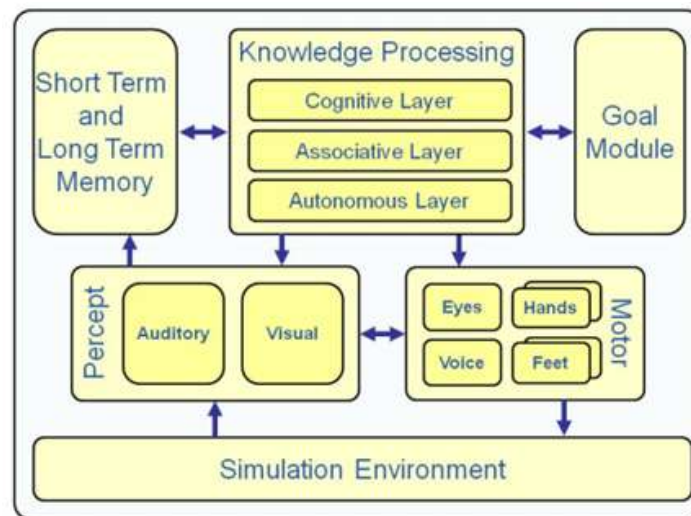 Short Term
and
Long Term
Memory
Knowledge Processing
Cognitive Layer
Associative Layer
Autonomous Layer
Goal
Module
Percept
Auditory
Visual
Eyes
Hands
Voice
Feet
Motor
Simulation Environment